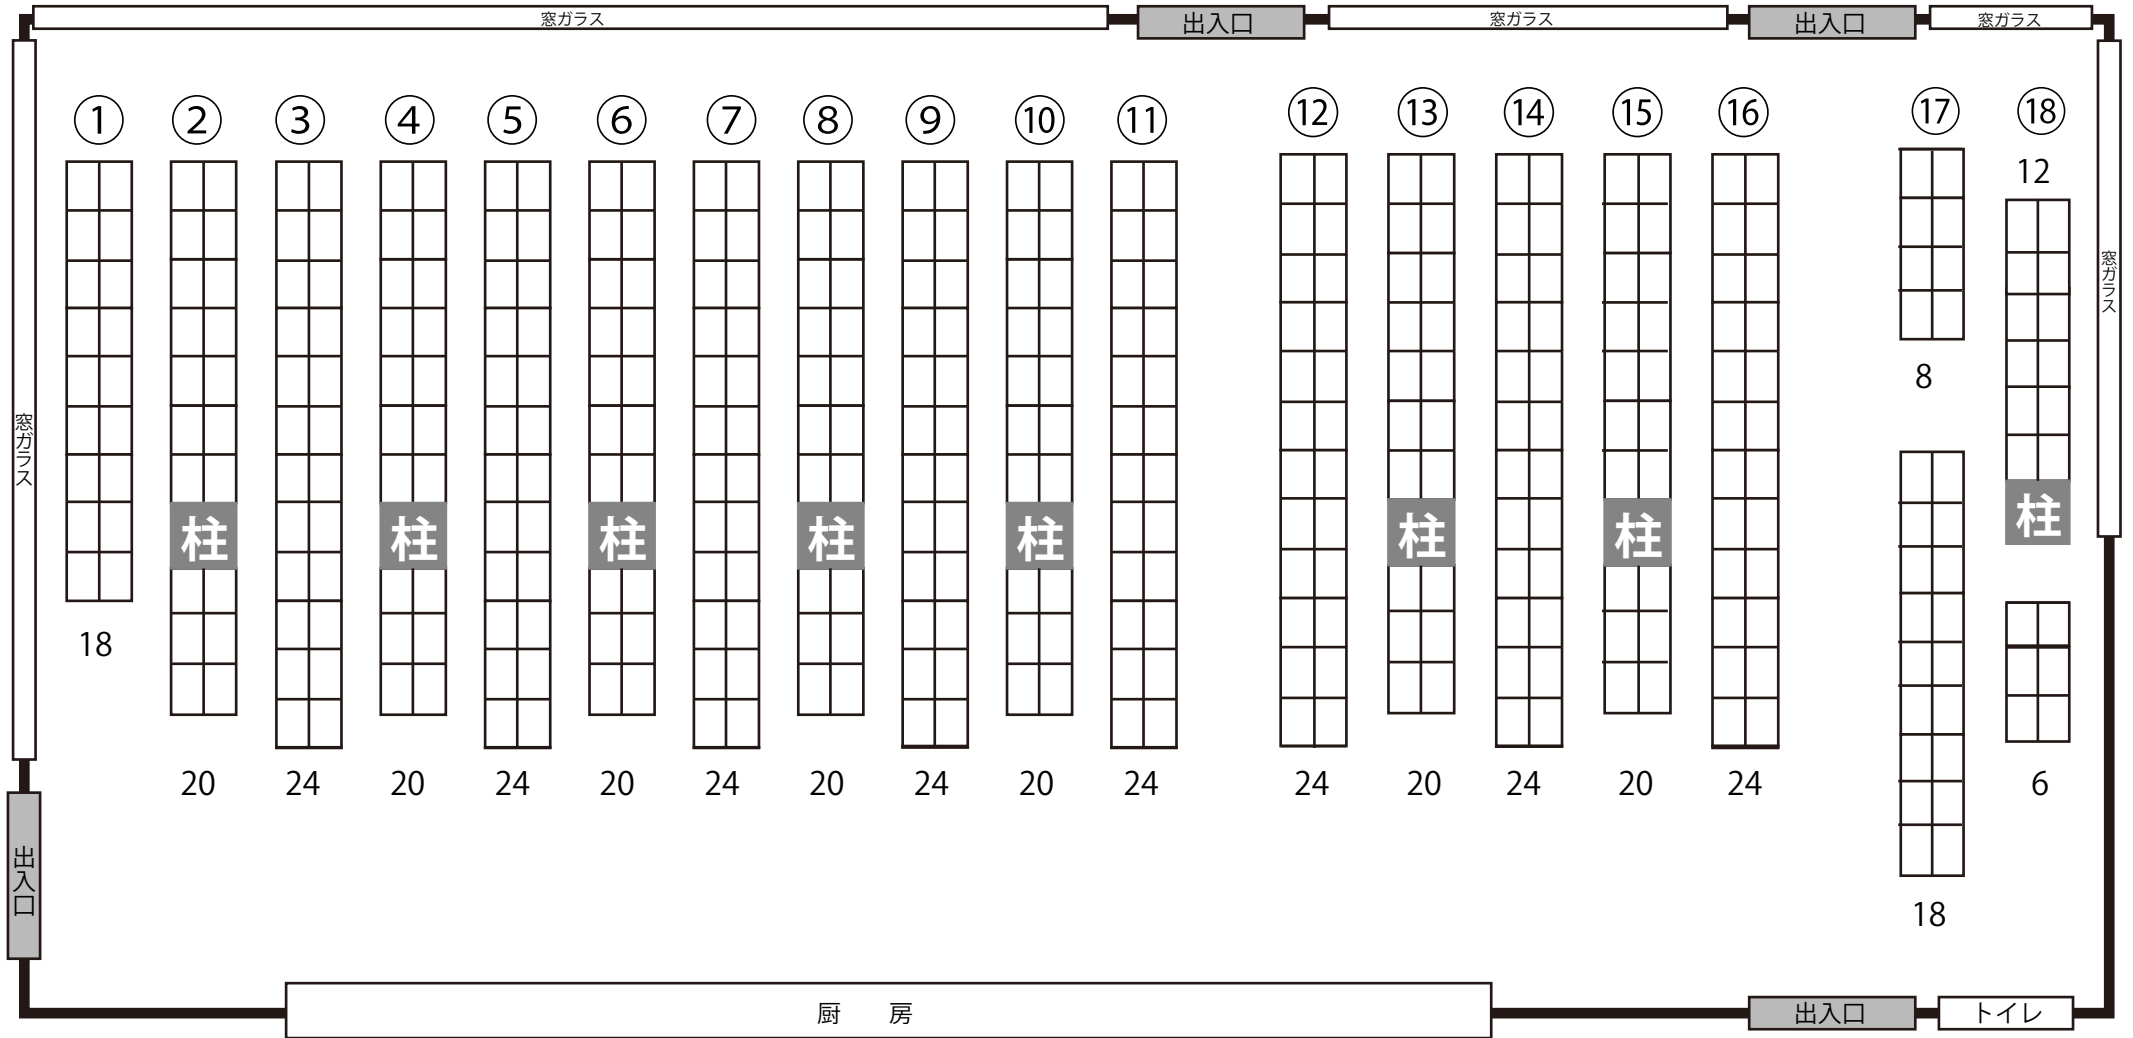 窓ガラス
出入口
窓ガラス
出入口
窓ガラス
① ② ③ ④ ⑤ ⑥ ⑦ ⑧ ⑨ ⑩ ⑪ ⑫ ⑬ ⑭ ⑮ ⑯ ⑰ ⑱
12
窓ガラス
8
窓ガラス
柱 柱 柱 柱 柱 柱 柱 柱
18
20 24 20 24 20 24 20 24 20 24 24 20 24 20 24 6
出入口
18
厨 房
出入口
トイレ